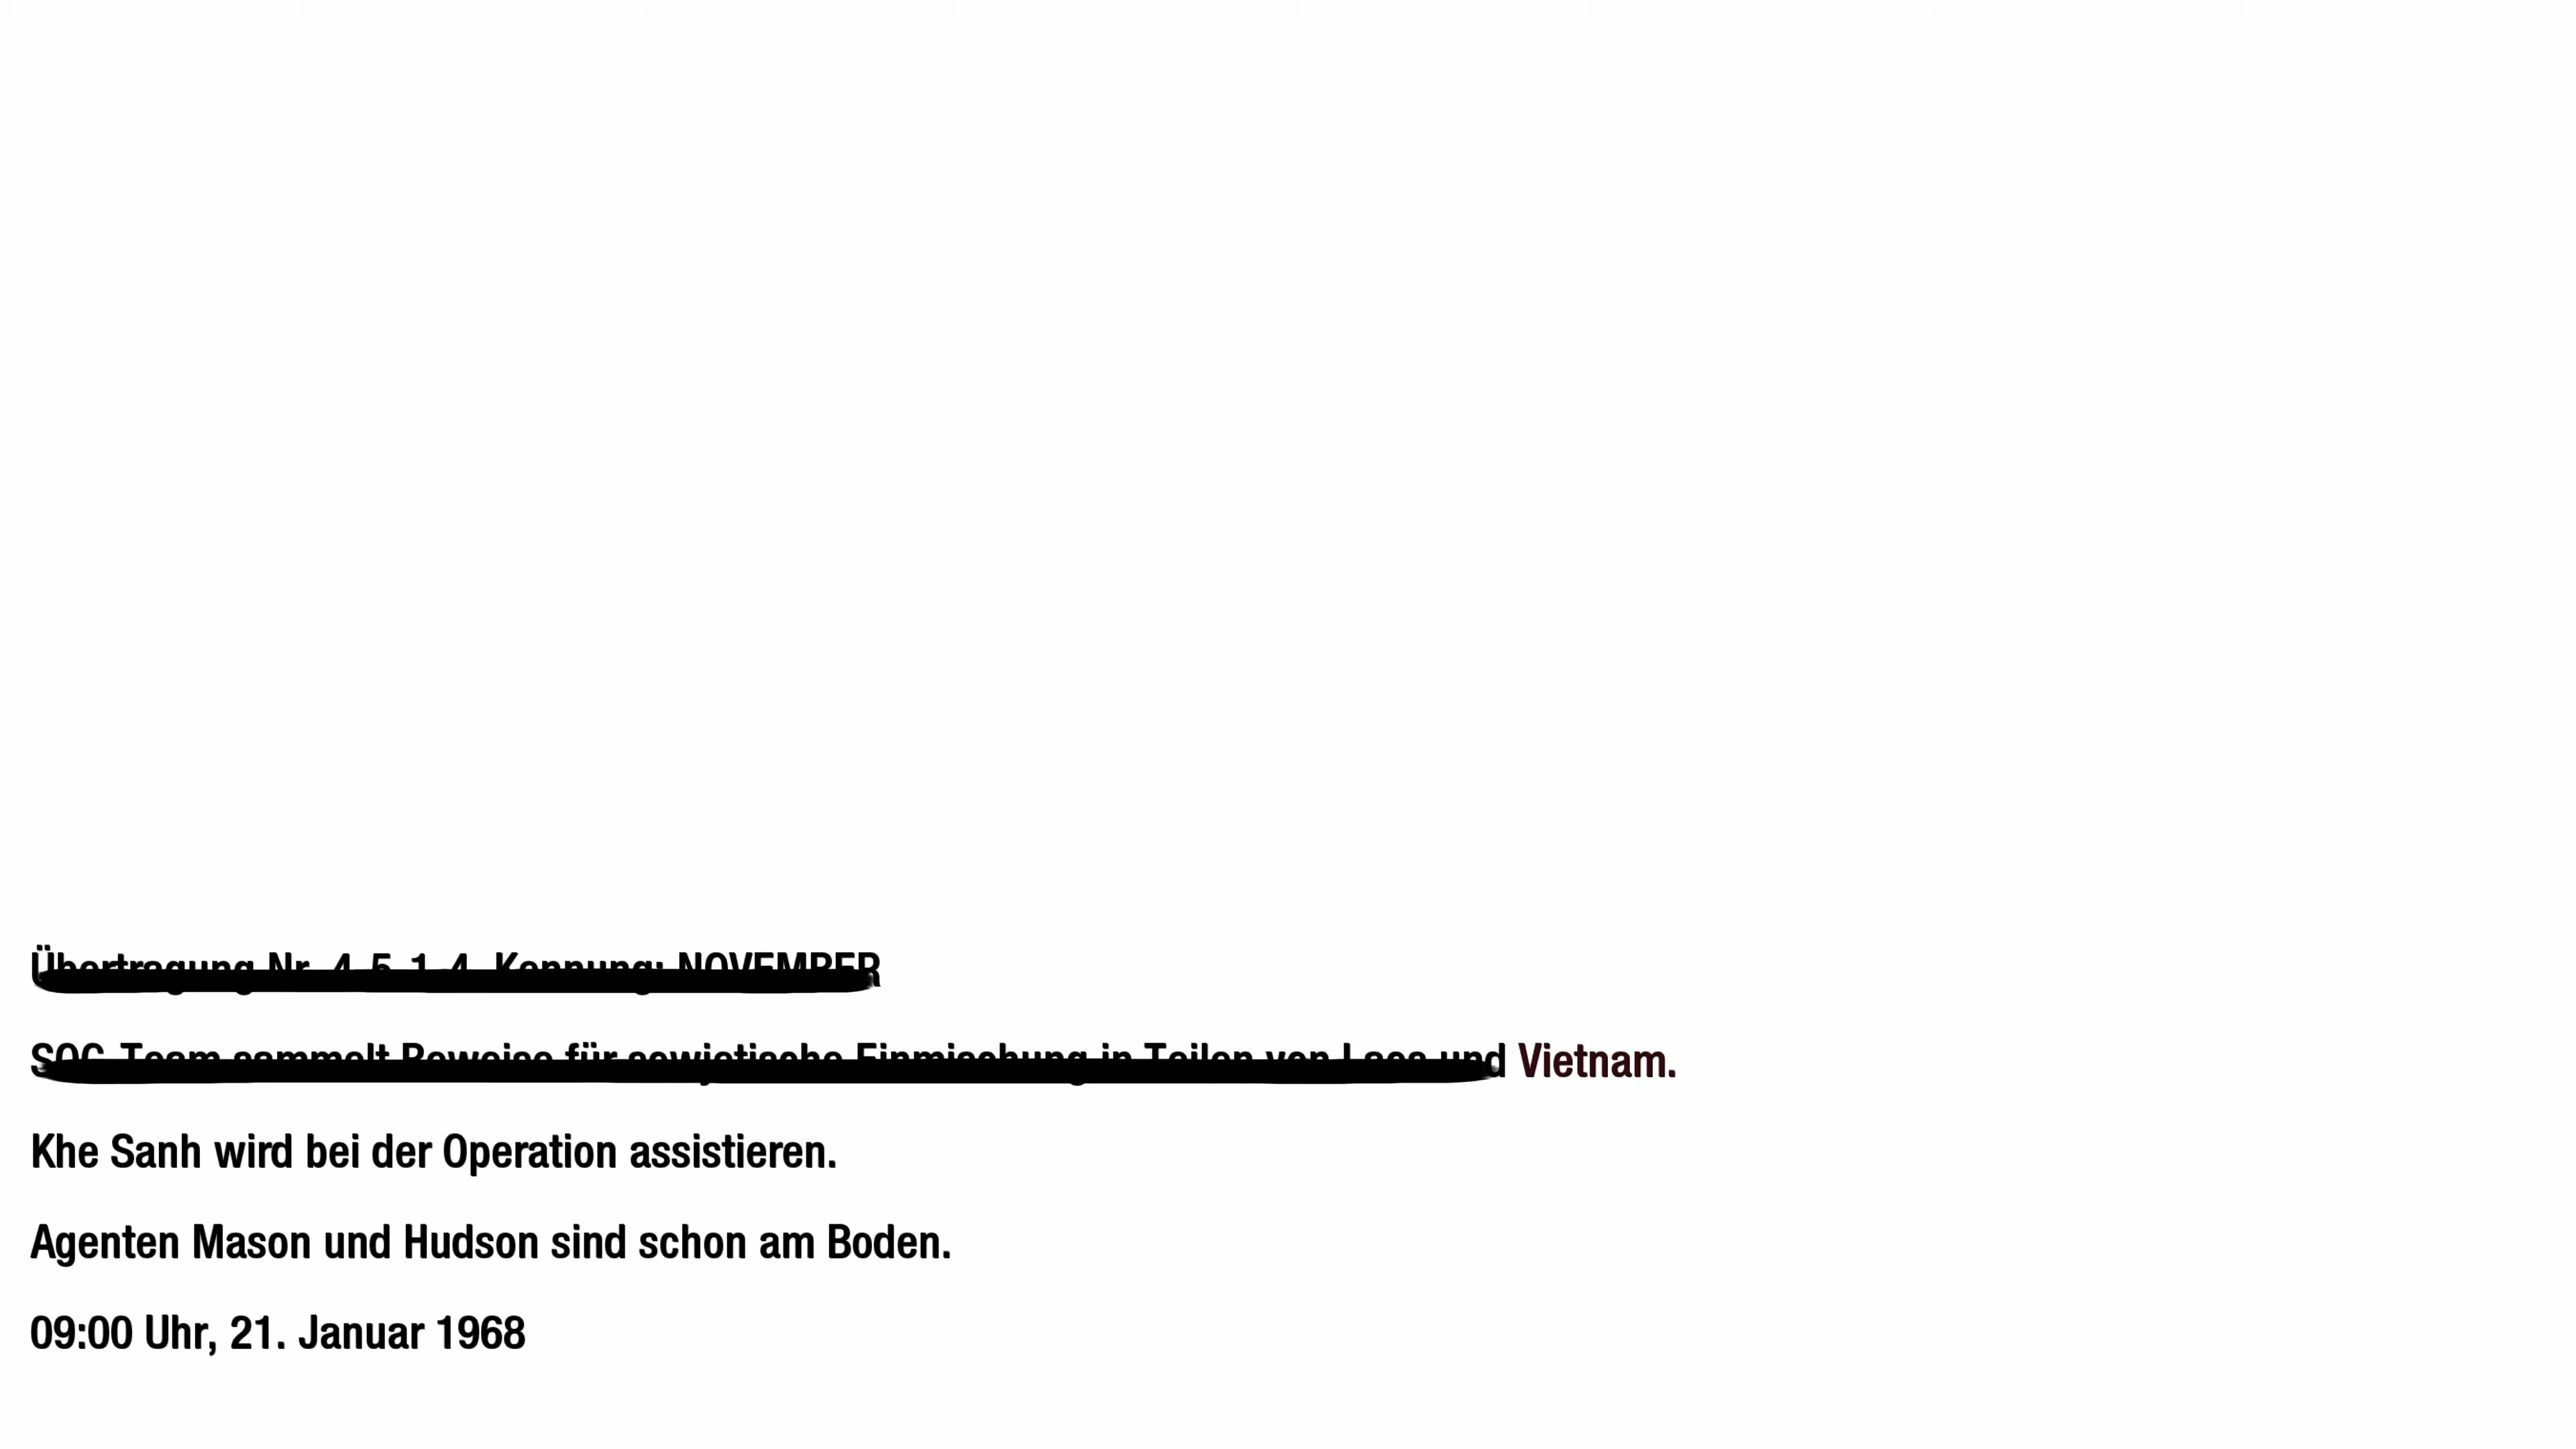 Übertragung Nr. 4-5-1-4, Kennung: NOVEMBER
SOG-Team sammelt Beweise für sowjetische Einmischung in Teilen von Laos und Vietnam.
Khe Sanh wird bei der Operation assistieren.
Agenten Mason und Hudson sind schon am Boden.
09:00 Uhr, 21. Januar 1968